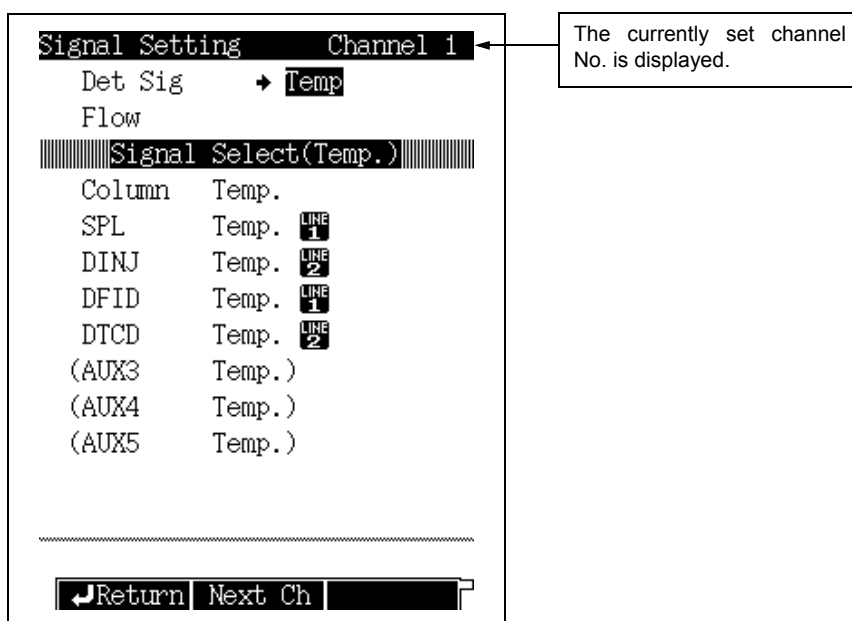 Signal Setting Channel 1
Det Sig → Temp
Flow
Signal Select(Temp.)
Column Temp.
SPL Temp. LINE 1
DINJ Temp. LINE 2
DFID Temp. LINE 1
DTCD Temp. LINE 2
(AUX3 Temp.)
(AUX4 Temp.)
(AUX5 Temp.)
↵Return Next Ch
The currently set channel
No. is displayed.